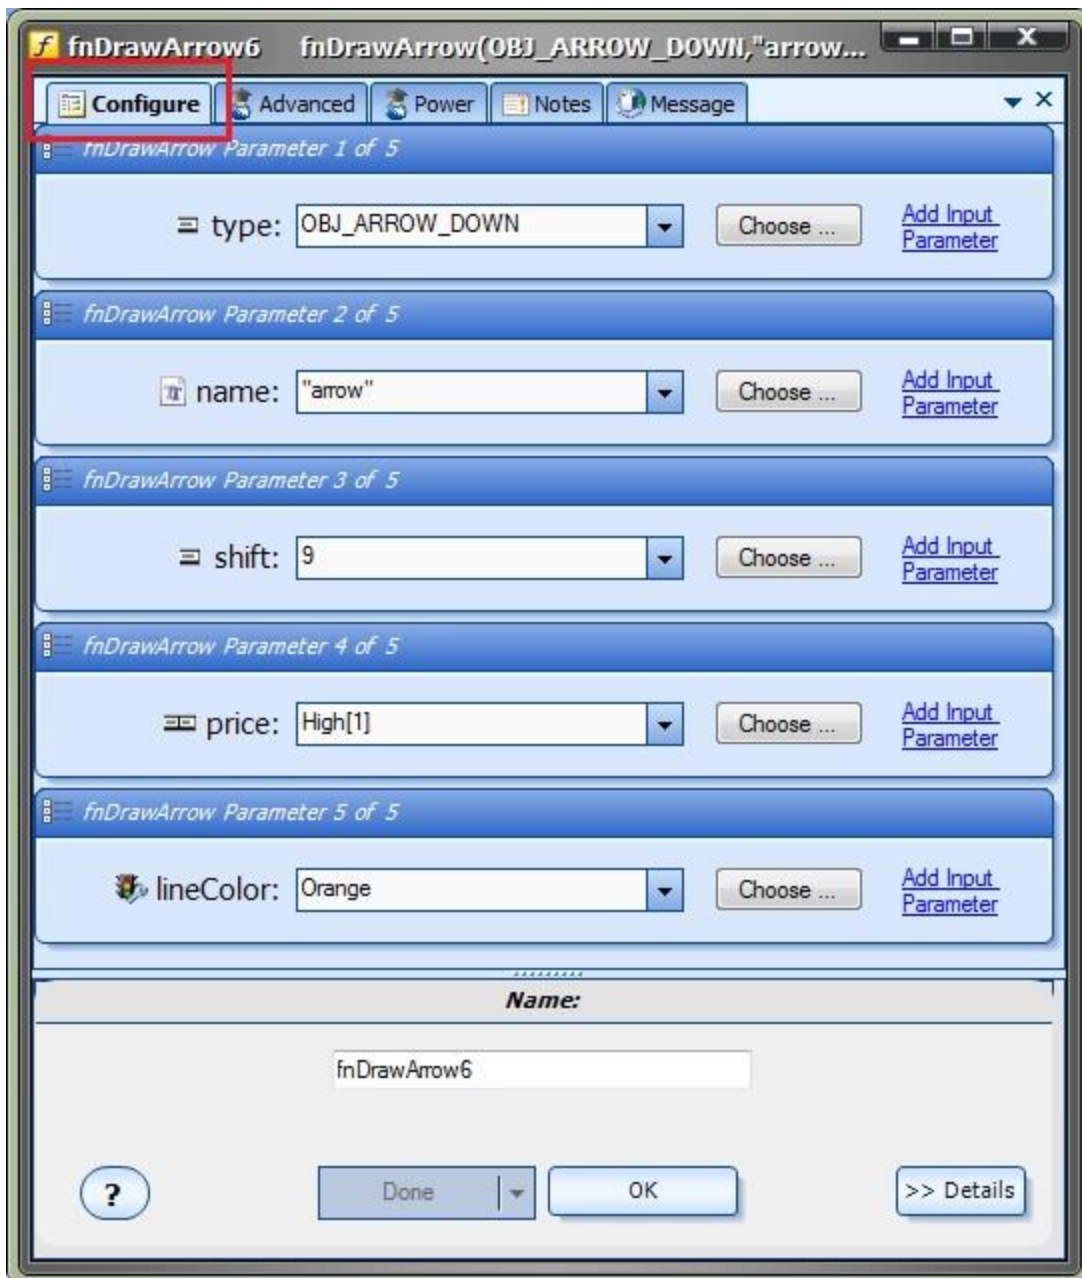 fnDrawArrow6 fnDrawArrow(OBJ_ARROW_DOWN,"arrow...
Configure Advanced Power Notes Message
fnDrawArrow Parameter 1 of 5
type: OBJ_ARROW_DOWN Choose ... Add Input
Parameter
fnDrawArrow Parameter 2 of 5
name: "arrow" Choose ... Add Input
Parameter
fnDrawArrow Parameter 3 of 5
shift: 9 Choose ... Add Input
Parameter
fnDrawArrow Parameter 4 of 5
price: High[1] Choose ... Add Input
Parameter
fnDrawArrow Parameter 5 of 5
lineColor: Orange Choose ... Add Input
Parameter
Name:
fnDrawArrow6
? Done OK >> Details